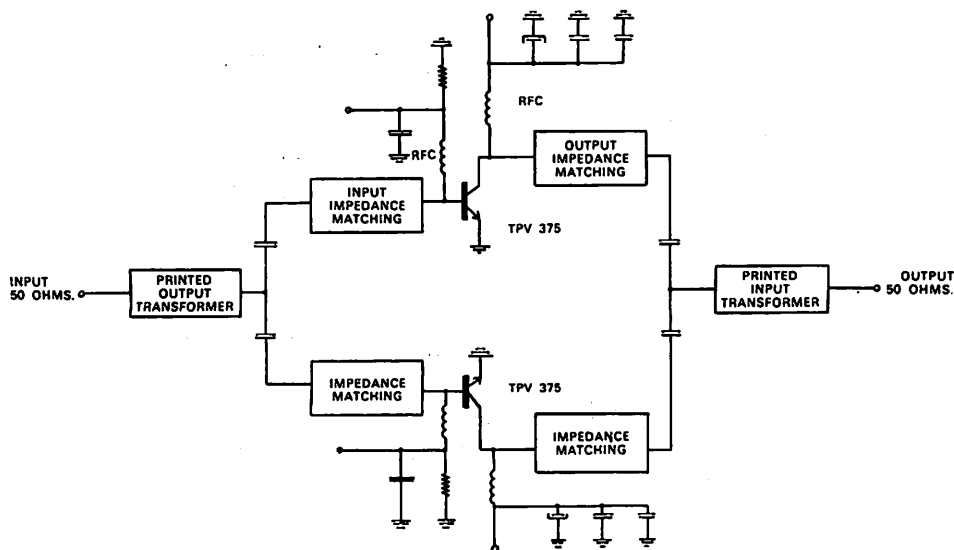 RFC
OUTPUT
IMPEDANCE
MATCHING
RFC
INPUT
IMPEDANCE
MATCHING
TPV 375
INPUT
50 OHMS.
PRINTED
OUTPUT
TRANSFORMER
PRINTED
INPUT
TRANSFORMER
OUTPUT
50 OHMS.
IMPEDANCE
MATCHING
TPV 375
IMPEDANCE
MATCHING